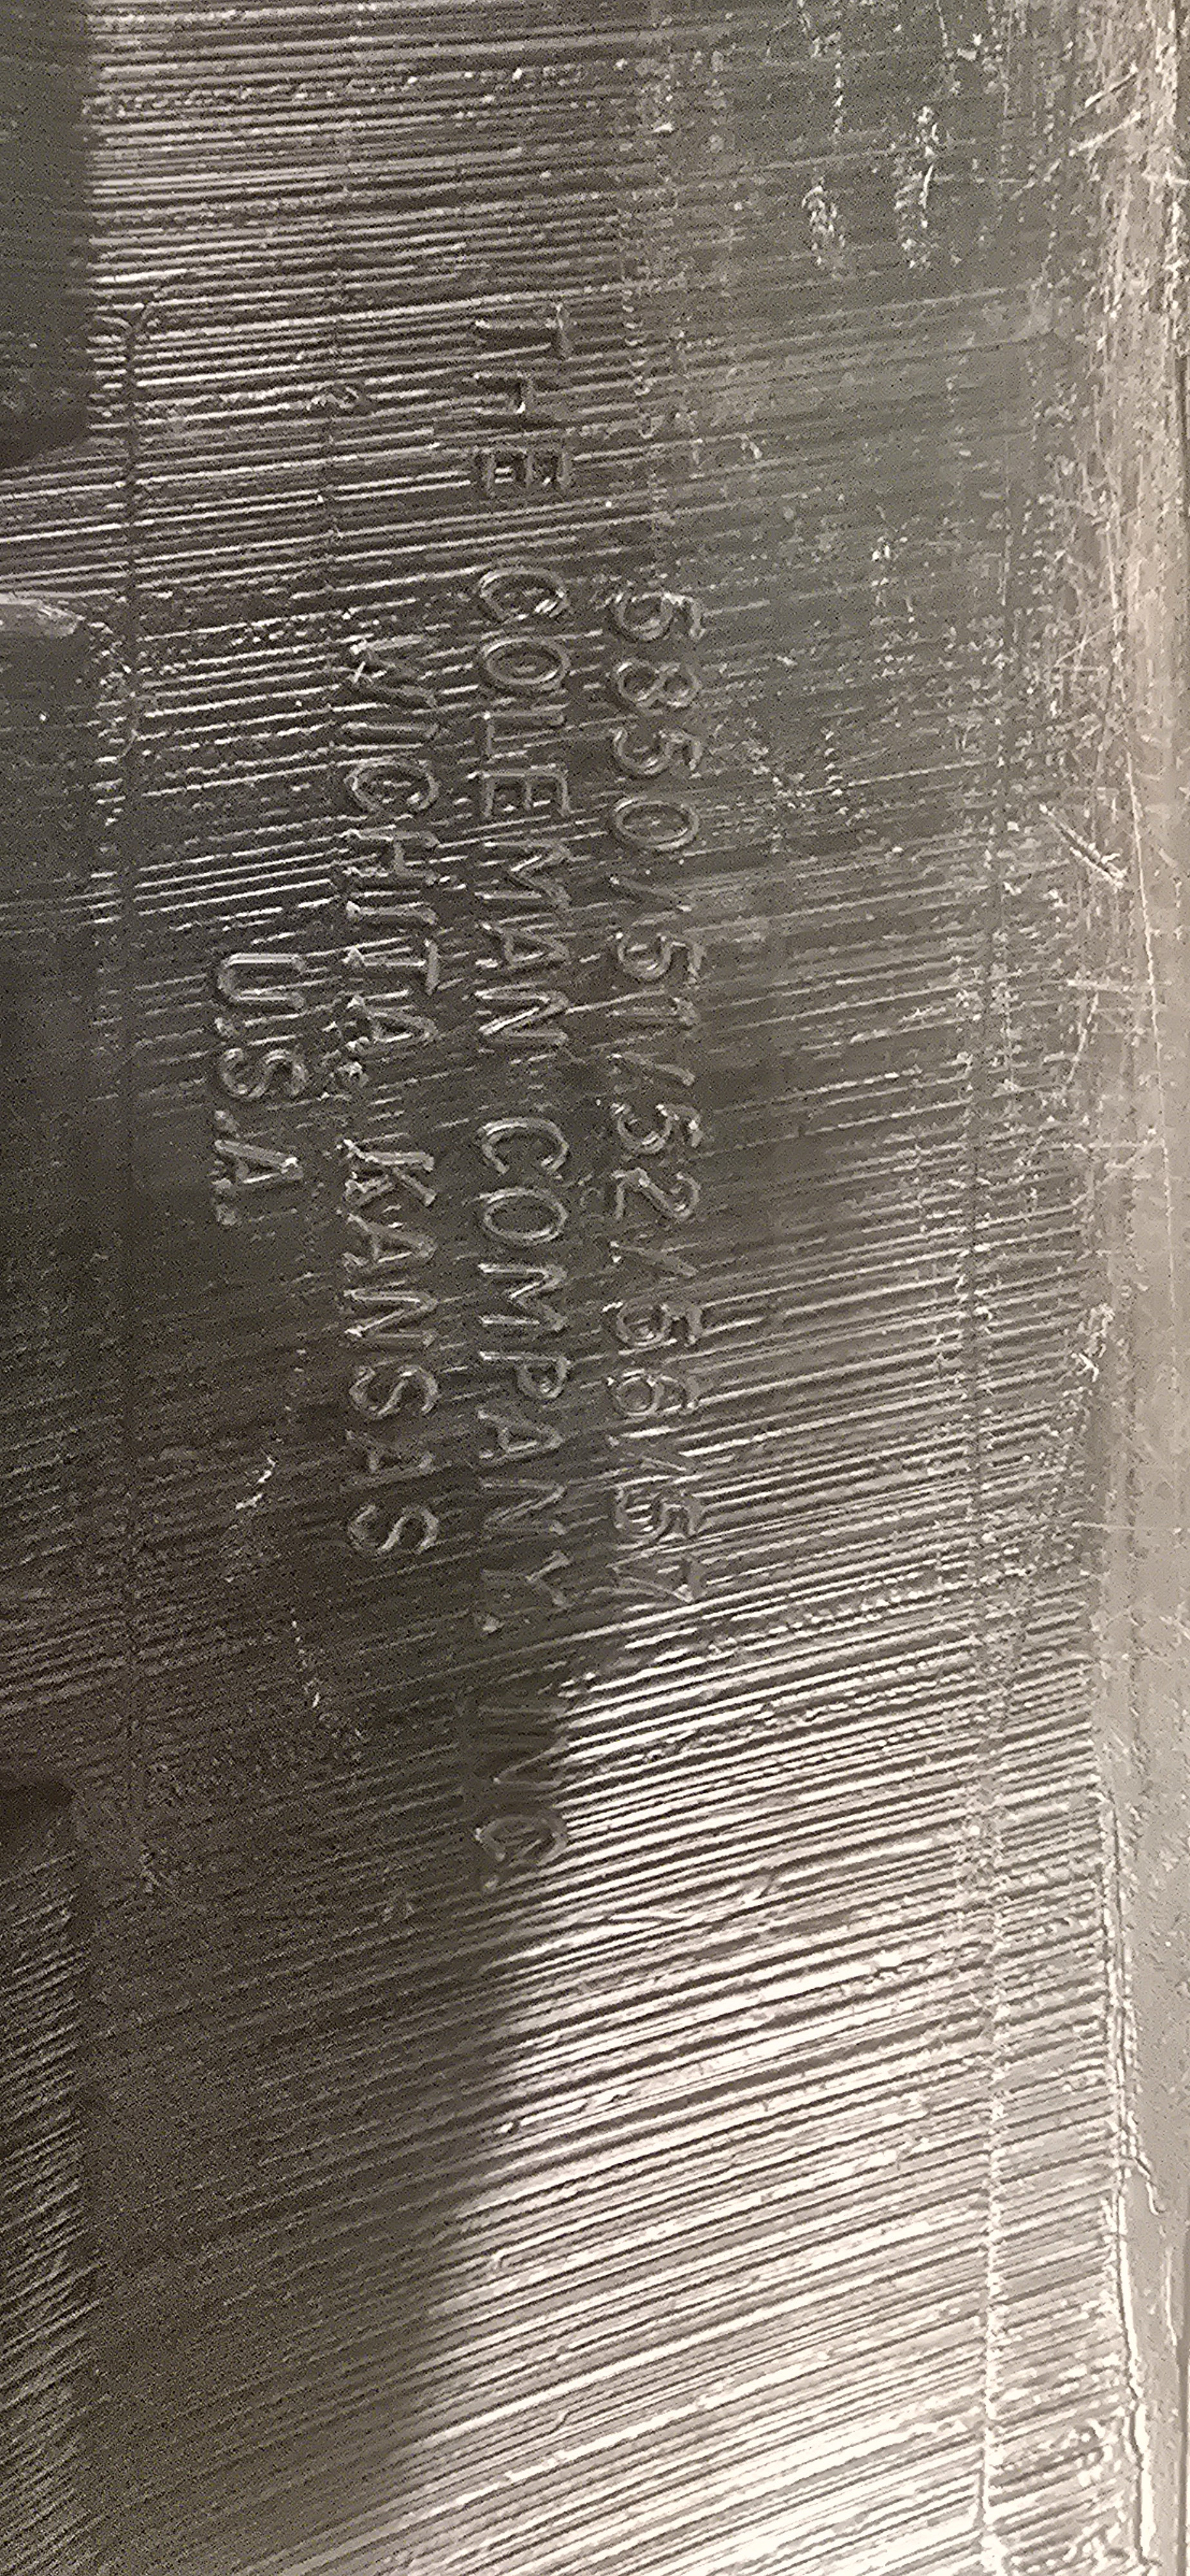 5850/51/52/56/57
THE COLEMAN COMPANY, INC.
WICHITA, KANSAS
U.S.A.